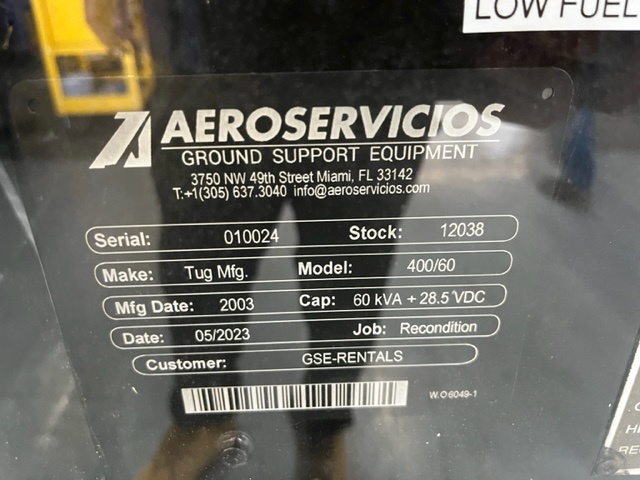 LOW FUEL
AEROSERVICIOS
GROUND SUPPORT EQUIPMENT
3750 NW 49th Street Miami, FL 33142
T:+1(305) 637.3040 info@aeroservicios.com
Serial: 010024 Stock: 12038
Make: Tug Mfg. Model: 400/60
Mfg Date: 2003 Cap: 60 kVA + 28.5 VDC
Date: 05/2023 Job: Recondition
Customer: GSE-RENTALS
W.O6049-1